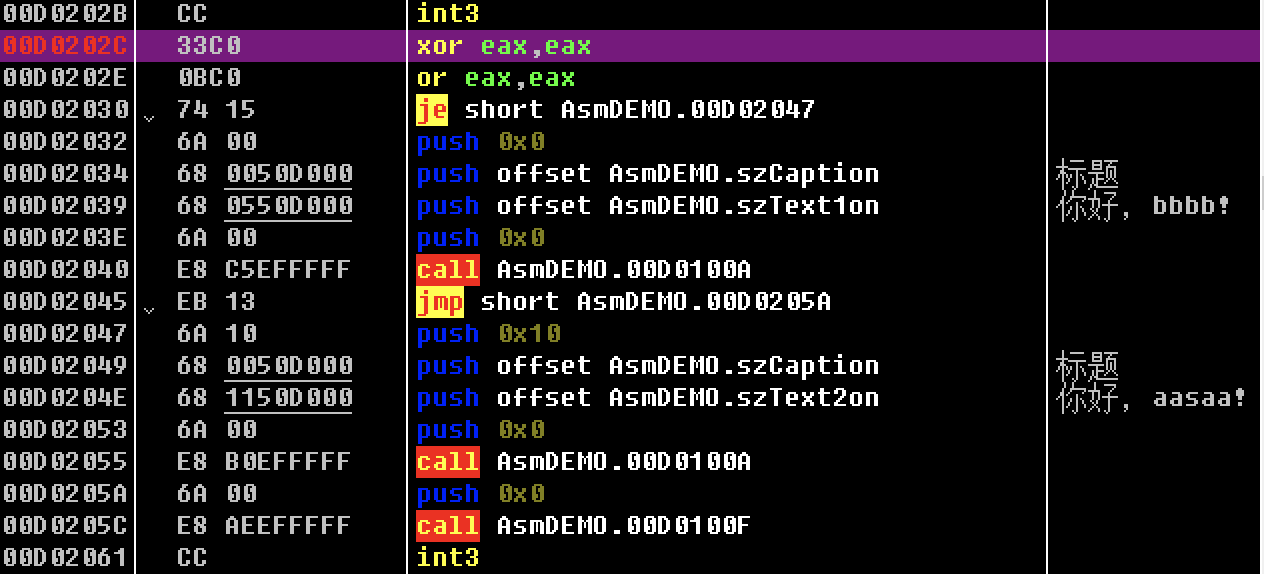 00D0202B CC int3
00D0202C 33C0 xor eax,eax
00D0202E 0BC0 or eax,eax
00D02030 74 15 je short AsmDEMO.00D02047
00D02032 6A 00 push 0x0
00D02034 68 0050D000 push offset AsmDEMO.szCaption 标题
00D02039 68 0550D000 push offset AsmDEMO.szText1on 你好, bbbb!
00D0203E 6A 00 push 0x0
00D02040 E8 C5EFFFFF call AsmDEMO.00D0100A
00D02045 EB 13 jmp short AsmDEMO.00D0205A
00D02047 6A 10 push 0x10
00D02049 68 0050D000 push offset AsmDEMO.szCaption 标题
00D0204E 68 1150D000 push offset AsmDEMO.szText2on 你好, aasaa!
00D02053 6A 00 push 0x0
00D02055 E8 B0EFFFFF call AsmDEMO.00D0100A
00D0205A 6A 00 push 0x0
00D0205C E8 AEEFFFFF call AsmDEMO.00D0100F
00D02061 CC int3